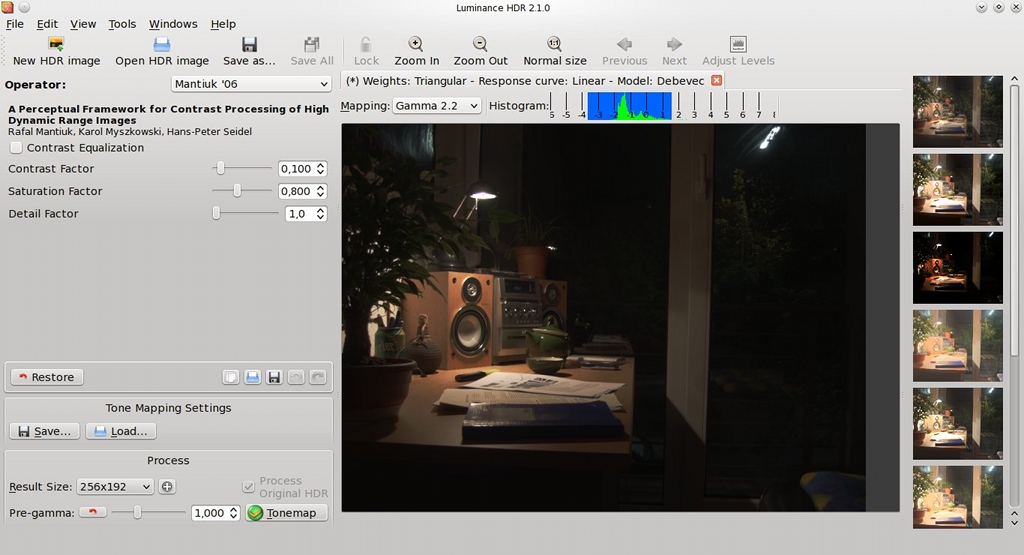 Luminance HDR 2.1.0
File Edit View Tools Windows Help
New HDR image Open HDR image Save as... Save All Lock Zoom In Zoom Out Normal size Previous Next Adjust Levels
Operator: Mantiuk '06
(*) Weights: Triangular - Response curve: Linear - Model: Debevec
Mapping: Gamma 2.2 Histogram: 6 -5 -4 -3 -2 -1 0 1 2 3 4 5 6 7
A Perceptual Framework for Contrast Processing of High
Dynamic Range Images
Rafal Mantiuk, Karol Myszkowski, Hans-Peter Seidel
Contrast Equalization
Contrast Factor 0,100
Saturation Factor 0,800
Detail Factor 1,0
Restore
Tone Mapping Settings
Save... Load...
Process
Result Size: 256x192 Process
Original HDR
Pre-gamma: 1,000 Tonemap